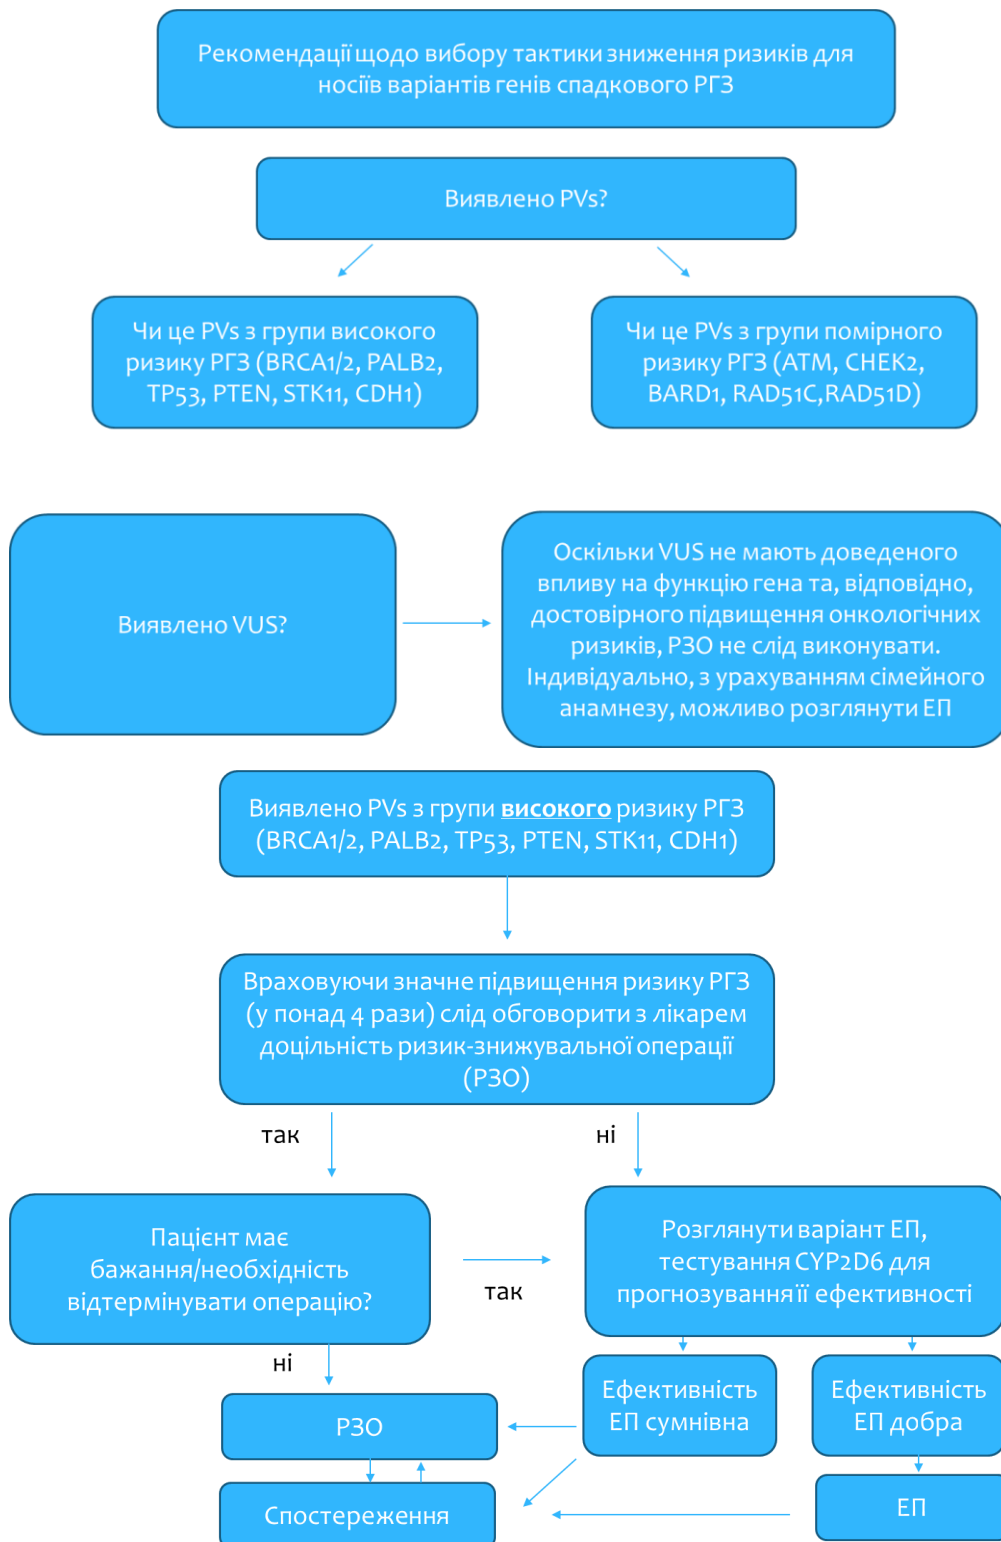 Рекомендації щодо вибору тактики зниження ризиків для
носіїв варіантів генів спадкового РГЗ
Виявлено PVs?
Чи це PVs з групи високого
ризику РГЗ (BRCA1/2, PALB2,
TP53, PTEN, STK11, CDH1)
Чи це PVs з групи помірного
ризику РГЗ (ATM, CHEK2,
BARD1, RAD51C,RAD51D)
Виявлено VUS?
Оскільки VUS не мають доведеного
впливу на функцію гена та, відповідно,
достовірного підвищення онкологічних
ризиків, РЗО не слід виконувати.
Індивідуально, з урахуванням сімейного
анамнезу, можливо розглянути ЕП
Виявлено PVs з групи високого ризику РГЗ
(BRCA1/2, PALB2, TP53, PTEN, STK11, CDH1)
Враховуючи значне підвищення ризику РГЗ
(у понад 4 рази) слід обговорити з лікарем
доцільність ризик-знижувальної операції
(РЗО)
так
ні
Пацієнт має
бажання/необхідність
відтермінувати операцію?
так
Розглянути варіант ЕП,
тестування CYP2D6 для
прогнозування її ефективності
ні
Ефективність
ЕП сумнівна
Ефективність
ЕП добра
РЗО
Спостереження
ЕП